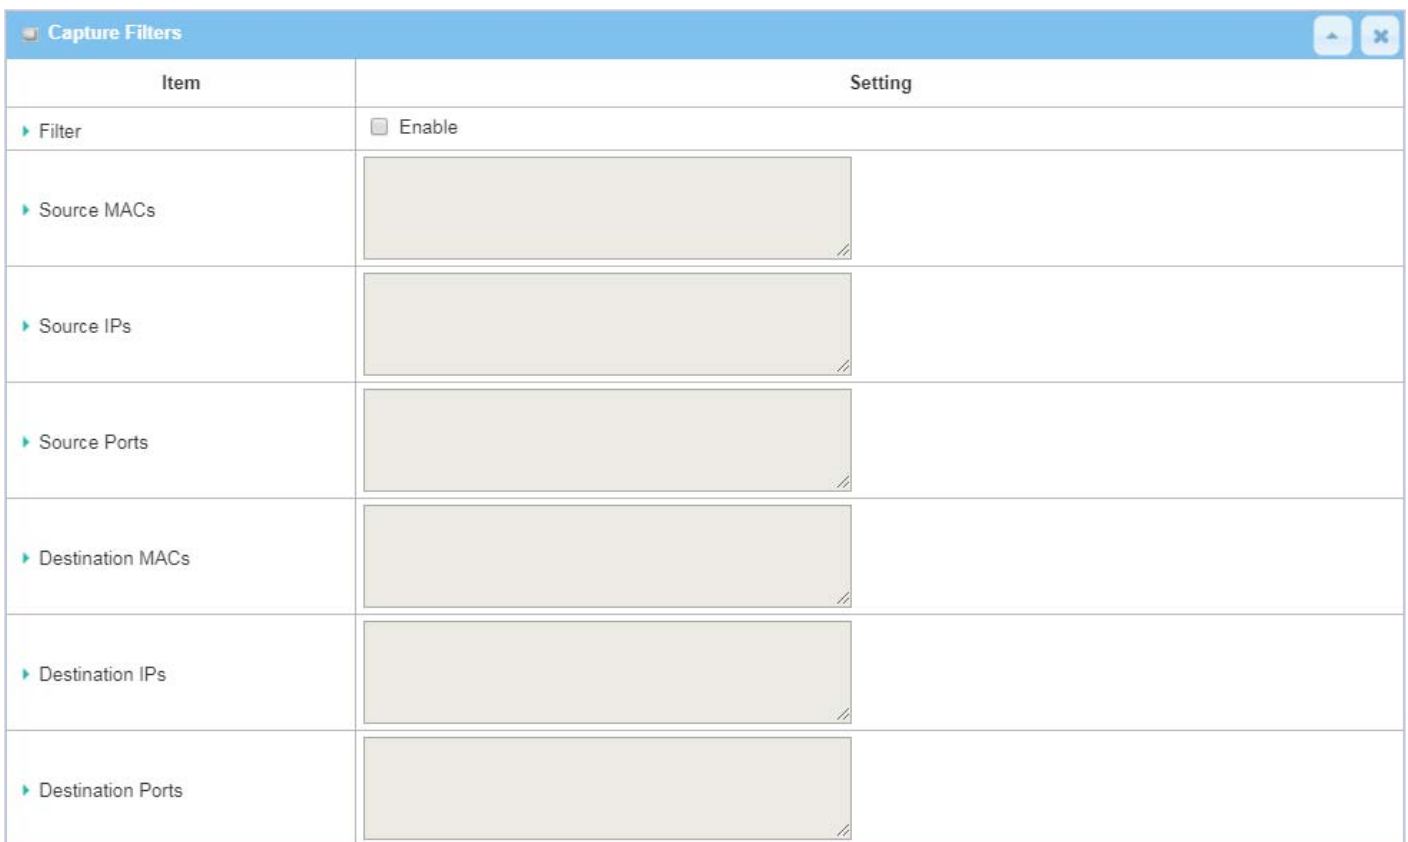 Capture Filters
Item Setting
Filter Enable
Source MACs
Source IPs
Source Ports
Destination MACs
Destination IPs
Destination Ports